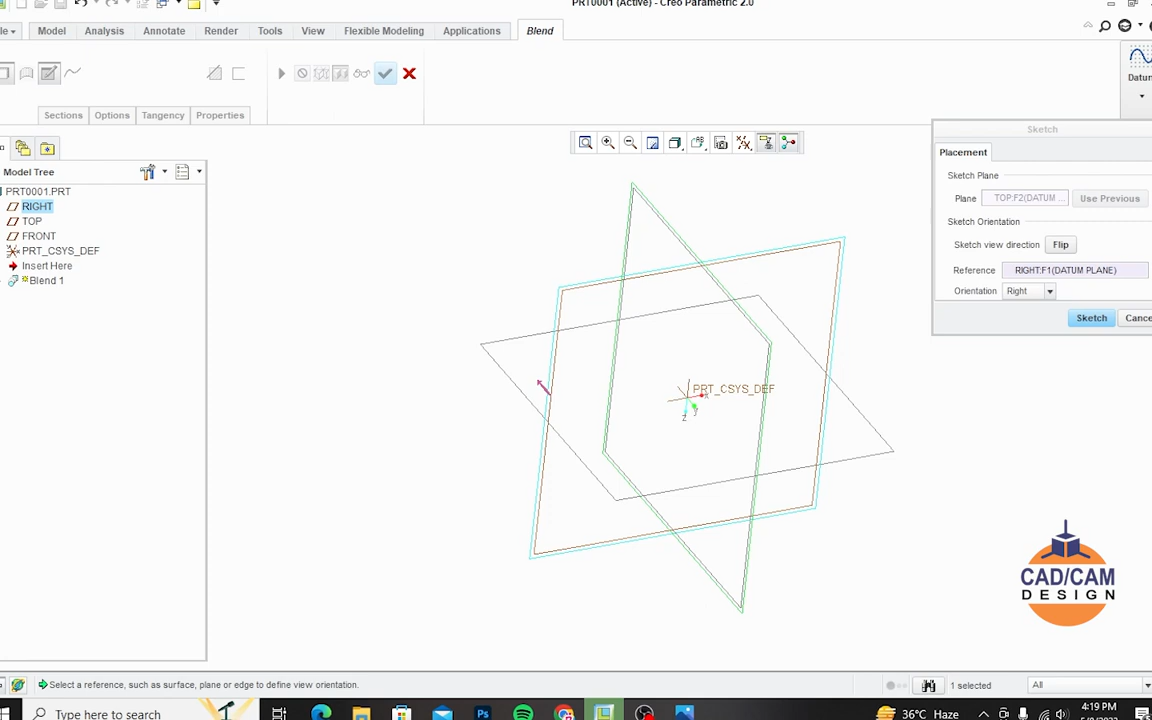 PRT0001 (Active) - Creo Parametric 2.0
Model Analysis Annotate Render Tools View Flexible Modeling Applications Blend
Sections Options Tangency Properties
Model Tree
PRT0001.PRT
RIGHT
TOP
FRONT
PRT_CSYS_DEF
Insert Here
Blend 1
PRT_CSYS_DEF
x
y
z
Sketch
Placement
Sketch Plane
Plane TOP:F2(DATUM ... Use Previous
Sketch Orientation
Sketch view direction Flip
Reference RIGHT:F1(DATUM PLANE)
Orientation Right
Sketch Cance
CAD/CAM
DESIGN
Select a reference, such as surface, plane or edge to define view orientation.
1 selected
All
Type here to search
Ps
36°C Haze
4:19 PM